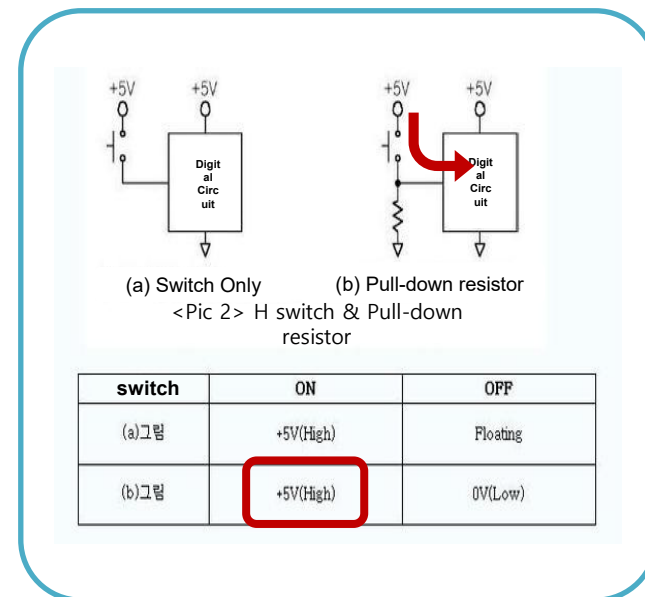 +5V +5V +5V +5V
Digit Digit
al al
Circ Circ
uit uit
(a) Switch Only (b) Pull-down resistor
<Pic 2> H switch & Pull-down
resistor
switch ON OFF
(a)그림 +5V(High) Floating
(b)그림 +5V(High) 0V(Low)